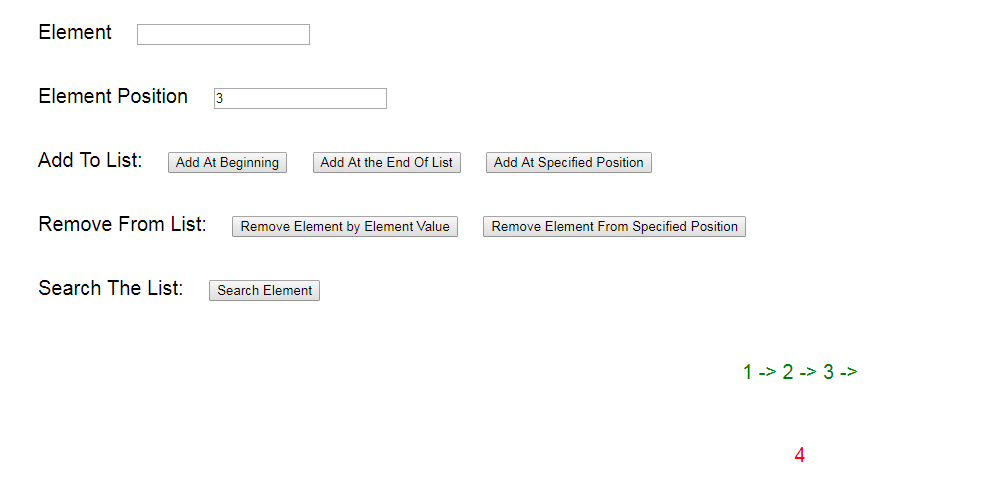 Element
Element Position 3
Add To List: Add At Beginning Add At the End Of List Add At Specified Position
Remove From List: Remove Element by Element Value Remove Element From Specified Position
Search The List: Search Element
1 -> 2 -> 3 ->
4